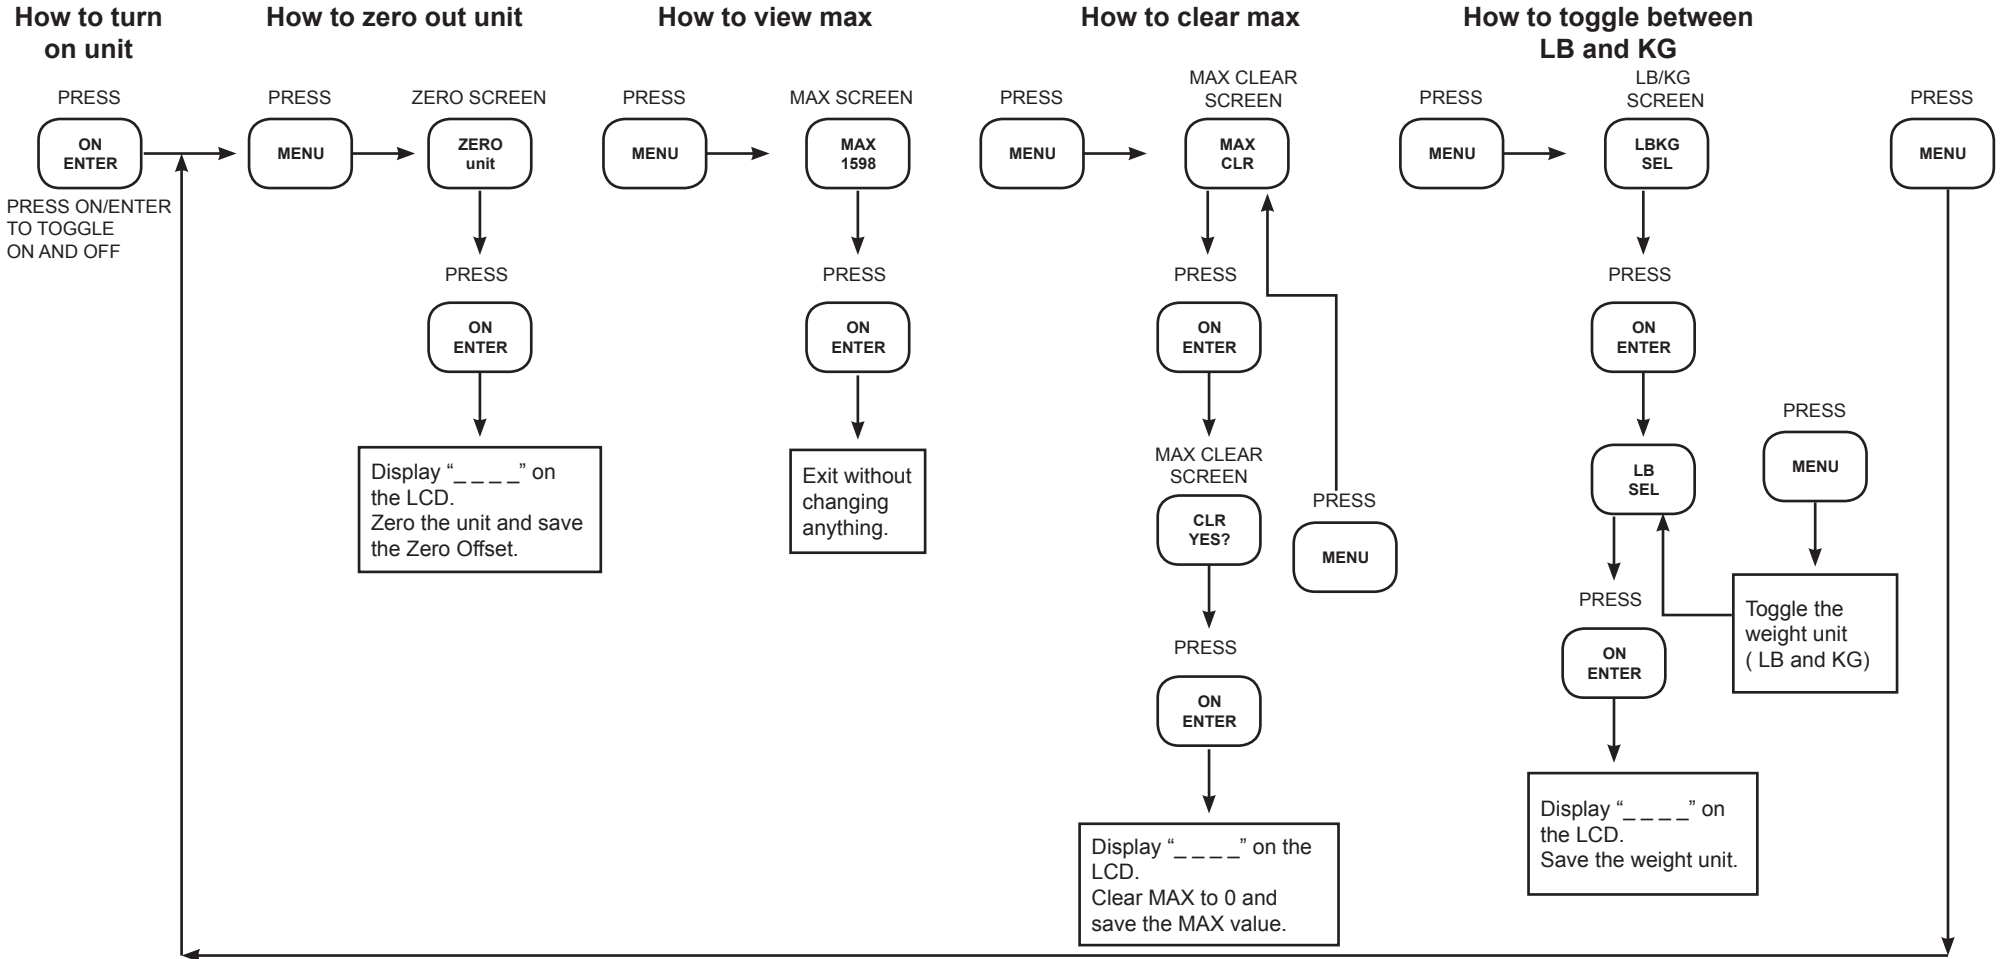 How to turn
on unit
PRESS
ON
ENTER
PRESS ON/ENTER
TO TOGGLE
ON AND OFF
How to zero out unit
PRESS
MENU
ZERO SCREEN
ZERO
unit
PRESS
ON
ENTER
Display “_ _ _ _” on
the LCD.
Zero the unit and save
the Zero Offset.
How to view max
PRESS
MENU
MAX SCREEN
MAX
1598
PRESS
ON
ENTER
Exit without
changing
anything.
How to clear max
PRESS
MENU
MAX CLEAR
SCREEN
MAX
CLR
PRESS
ON
ENTER
MAX CLEAR
SCREEN
CLR
YES?
PRESS
MENU
PRESS
ON
ENTER
Display “_ _ _ _” on the
LCD.
Clear MAX to 0 and
save the MAX value.
How to toggle between
LB and KG
PRESS
MENU
LB/KG
SCREEN
LBKG
SEL
PRESS
ON
ENTER
LB
SEL
PRESS
MENU
Toggle the
weight unit
( LB and KG)
PRESS
ON
ENTER
Display “_ _ _ _” on
the LCD.
Save the weight unit.
PRESS
MENU